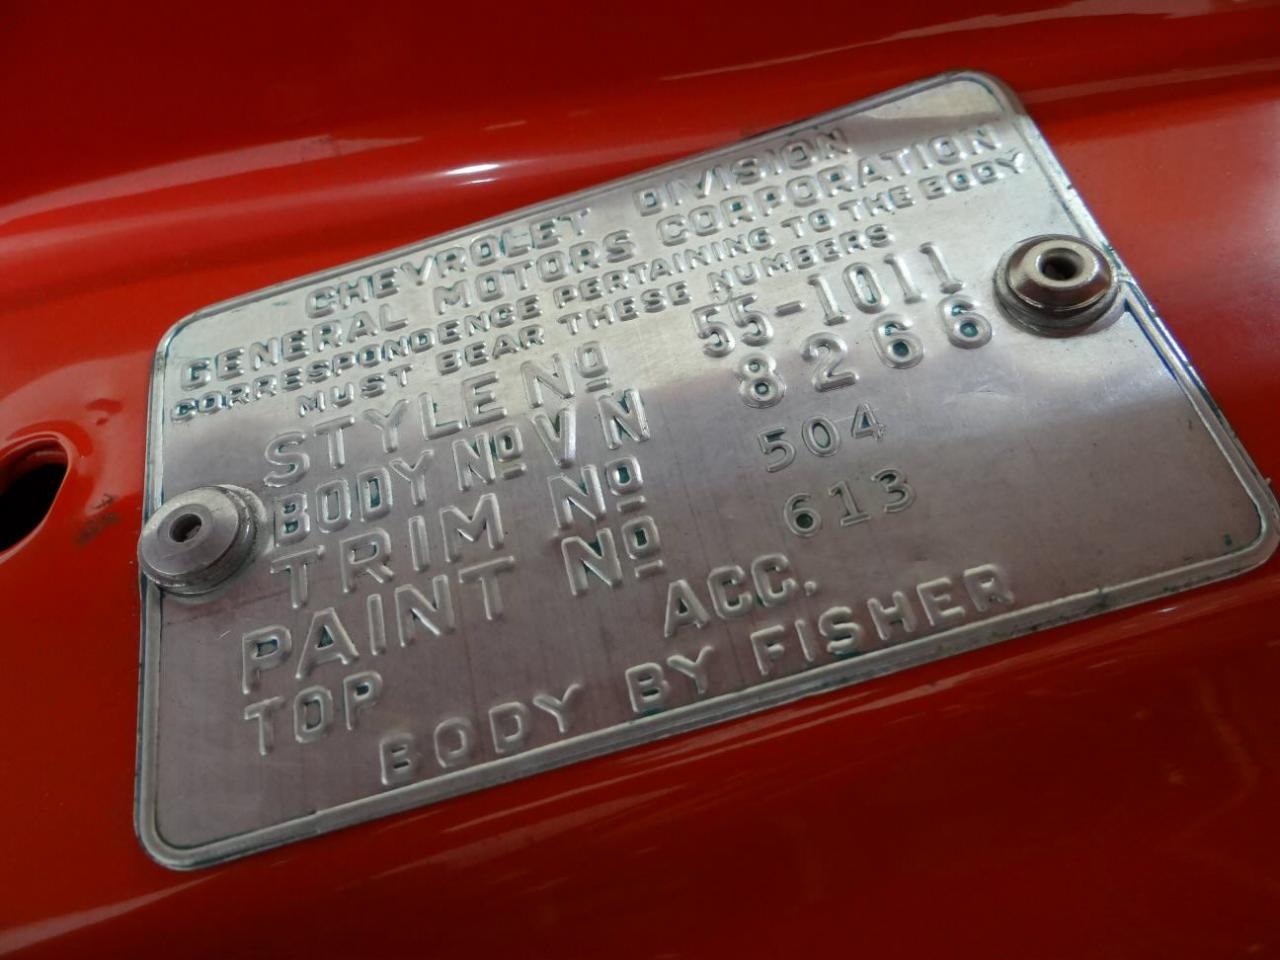 CHEVROLET DIVISION
GENERAL MOTORS CORPORATION
CORRESPONDENCE PERTAINING TO THE BODY
MUST BEAR THESE NUMBERS
STYLE No 55-1011
BODY No VN 8266
TRIM No 504
PAINT No 613
TOP ACC.
BODY BY FISHER